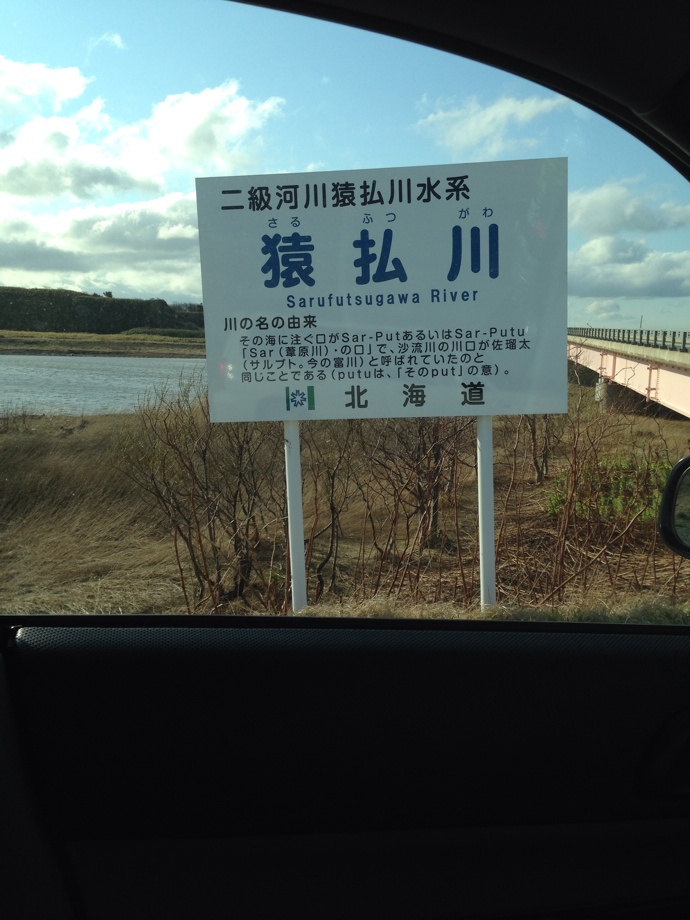 二級河川猿払川水系
さる ふつ がわ
猿払川
Sarufutsugawa River
川の名の由来
その海に注ぐ口がSar-PutあるいはSar-Putu
「Sar(葦原川)・の口」で、沙流川の川口が佐瑠太
(サルプト。今の富川)と呼ばれていたのと
同じことである(putuは、「そのput」の意)。
北海道